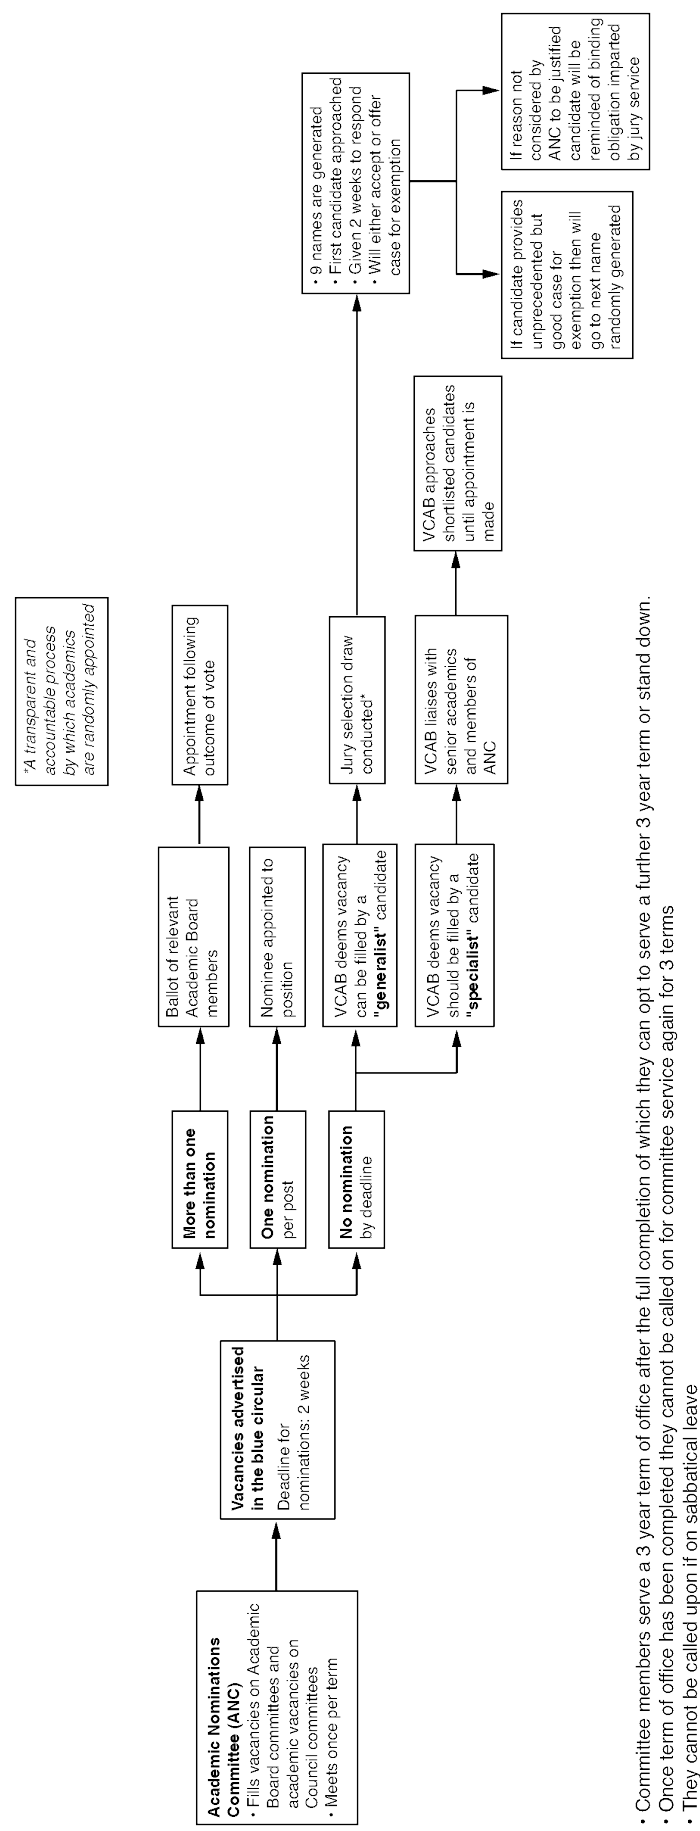 Academic Nominations
Committee (ANC)
• Fills vacancies on Academic
Board committees and
academic vacancies on
Council committees
• Meets once per term
Vacancies advertised
in the blue circular
Deadline for
nominations: 2 weeks
More than one
nomination
One nomination
per post
No nomination
by deadline
Ballot of relevant
Academic Board
members
Nominee appointed to
position
VCAB deems vacancy
can be filled by a
"generalist" candidate
VCAB deems vacancy
should be filled by a
"specialist" candidate
*A transparent and
accountable process
by which academics
are randomly appointed
Appointment following
outcome of vote
Jury selection draw
conducted*
VCAB liaises with
senior academics
and members of
ANC
VCAB approaches
shortlisted candidates
until appointment is
made
• 9 names are generated
• First candidate approached
• Given 2 weeks to respond
• Will either accept or offer
case for exemption
If candidate provides
unprecedented but
good case for
exemption then will
go to next name
randomly generated
If reason not
considered by
ANC to be justified
candidate will be
reminded of binding
obligation imparted
by jury service
• Committee members serve a 3 year term of office after the full completion of which they can opt to serve a further 3 year term or stand down.
• Once term of office has been completed they cannot be called on for committee service again for 3 terms
• They cannot be called upon if on sabbatical leave